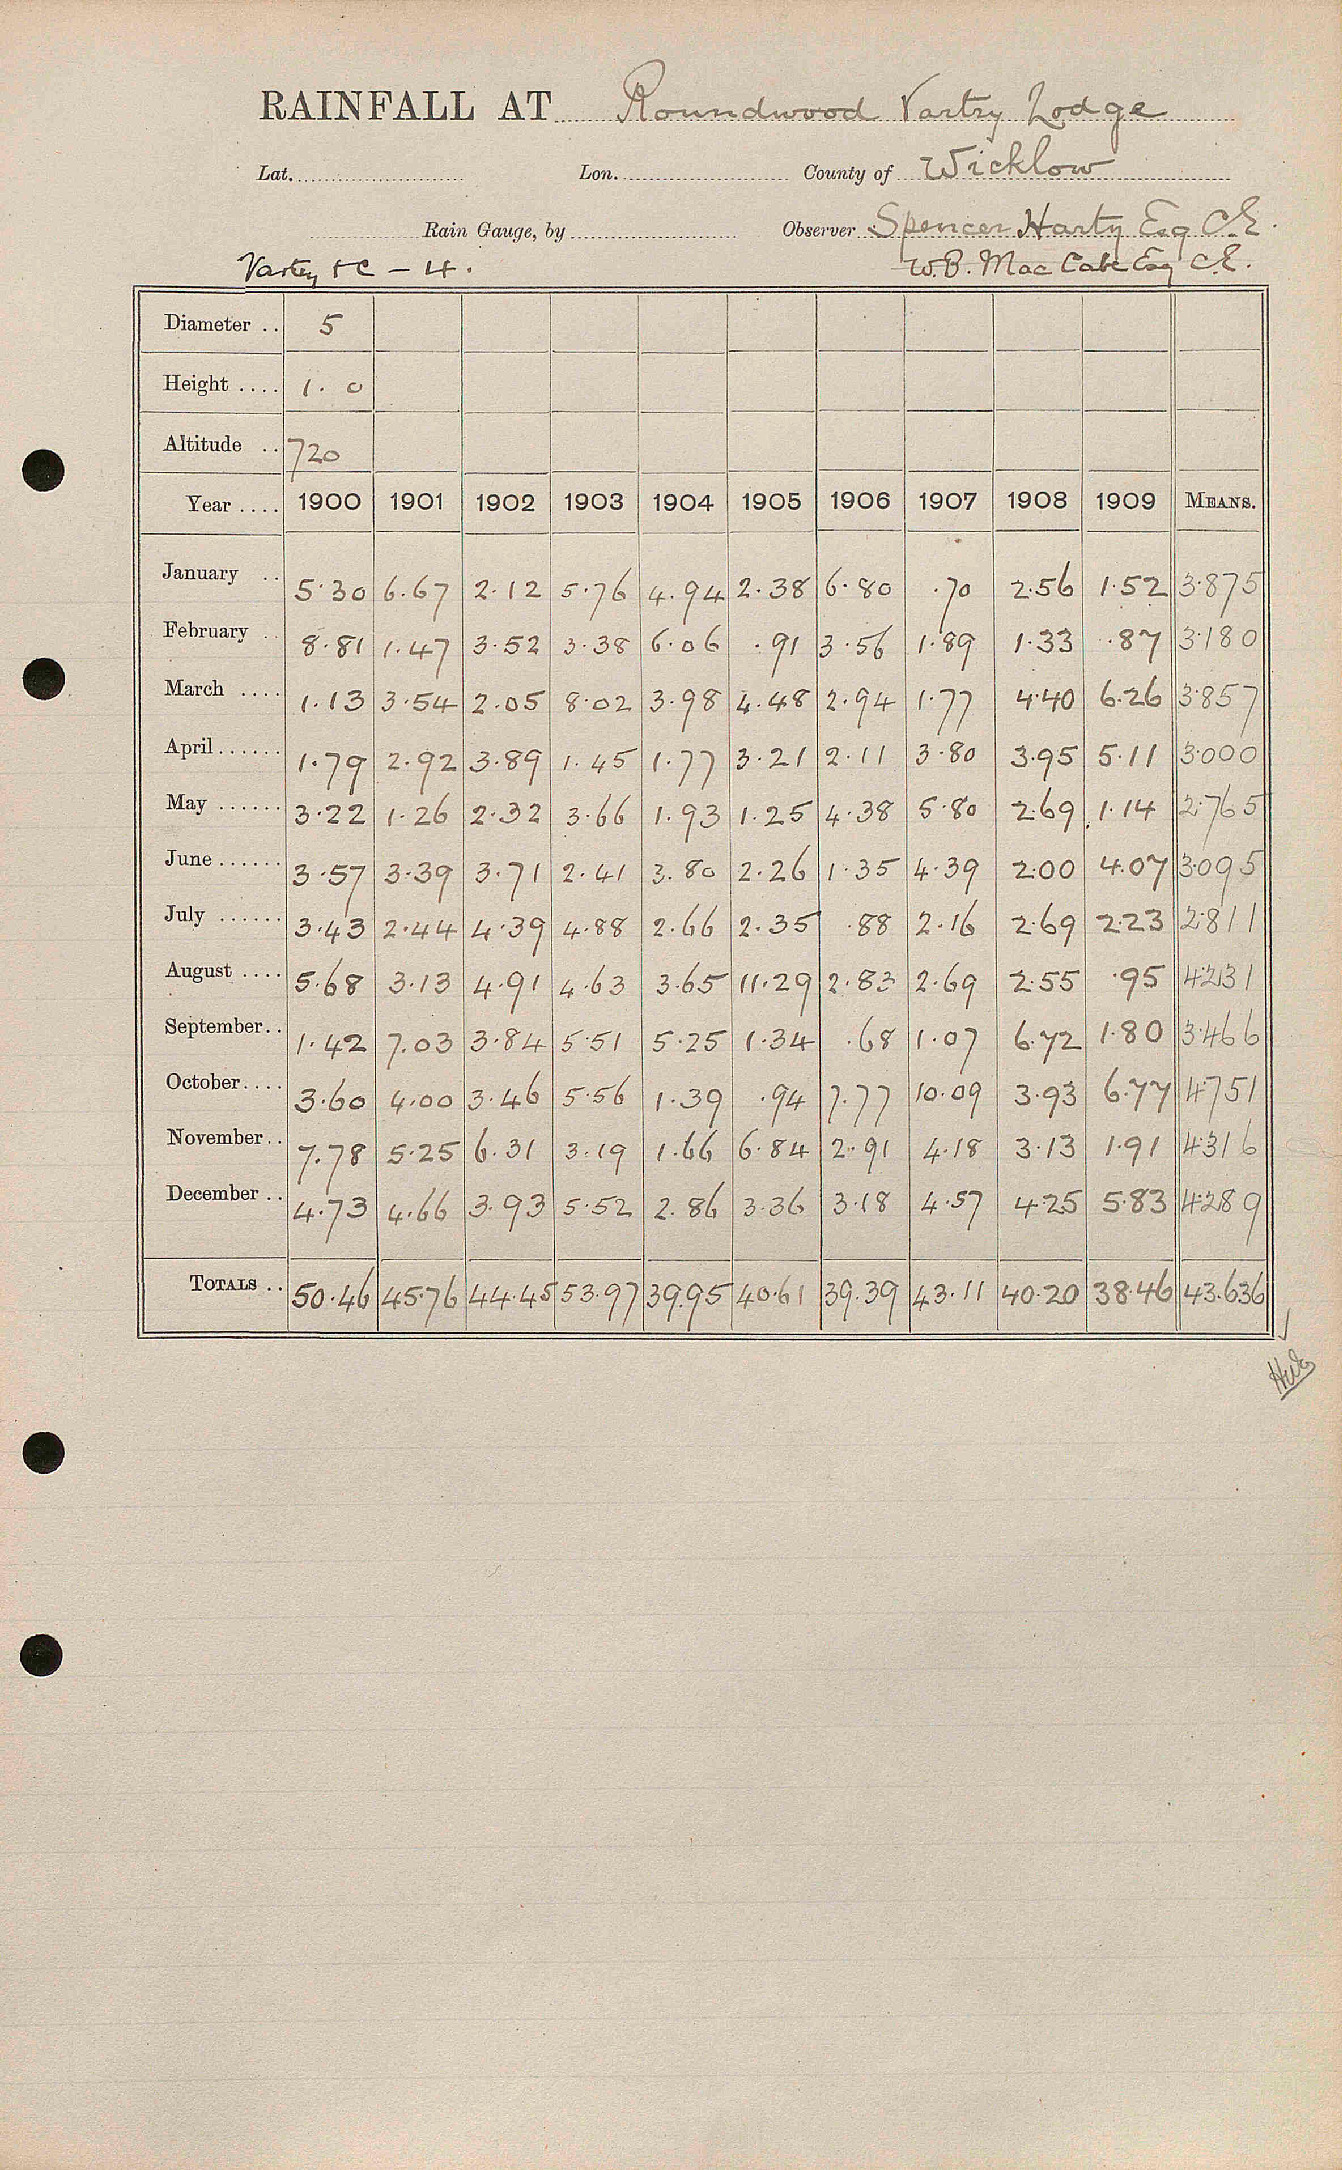 RAINFALL AT Roundwood Vartry Lodge
Lat. Lon. County of Wicklow
Rain Gauge, by Observer Spencer Harty Esq C.E.
Vartry &c - 4. W.B. Mac Cabe Esq C.E.
Diameter .. 5
Height .... 1. 0
Altitude .. 720
Year .... 1900 1901 1902 1903 1904 1905 1906 1907 1908 1909 MEANS.
January .. 5.30 6.67 2.12 5.76 4.94 2.38 6.80 .70 2.56 1.52 3.875
February .. 8.81 1.47 3.52 3.38 6.06 .91 3.56 1.89 1.33 .87 3.180
March .... 1.13 3.54 2.05 8.02 3.98 4.48 2.94 1.77 4.40 6.26 3.857
April ...... 1.79 2.92 3.89 1.45 1.77 3.21 2.11 3.80 3.95 5.11 3.000
May ...... 3.22 1.26 2.32 3.66 1.93 1.25 4.38 5.80 2.69 1.14 2.765
June ...... 3.57 3.39 3.71 2.41 3.80 2.26 1.35 4.39 2.00 4.07 3.095
July ...... 3.43 2.44 4.39 4.88 2.66 2.35 .88 2.16 2.69 2.23 2.811
August .... 5.68 3.13 4.91 4.63 3.65 11.29 2.83 2.69 2.55 .95 4.231
September.. 1.42 7.03 3.84 5.51 5.25 1.34 .68 1.07 6.72 1.80 3.466
October.... 3.60 4.00 3.46 5.56 1.39 .94 7.77 10.09 3.93 6.77 4.751
November.. 7.78 5.25 6.31 3.19 1.66 6.84 2.91 4.18 3.13 1.91 4.316
December .. 4.73 4.66 3.93 5.52 2.86 3.36 3.18 4.57 4.25 5.83 4.289
TOTALS .. 50.46 45.76 44.45 53.97 39.95 40.61 39.39 43.11 40.20 38.46 43.636